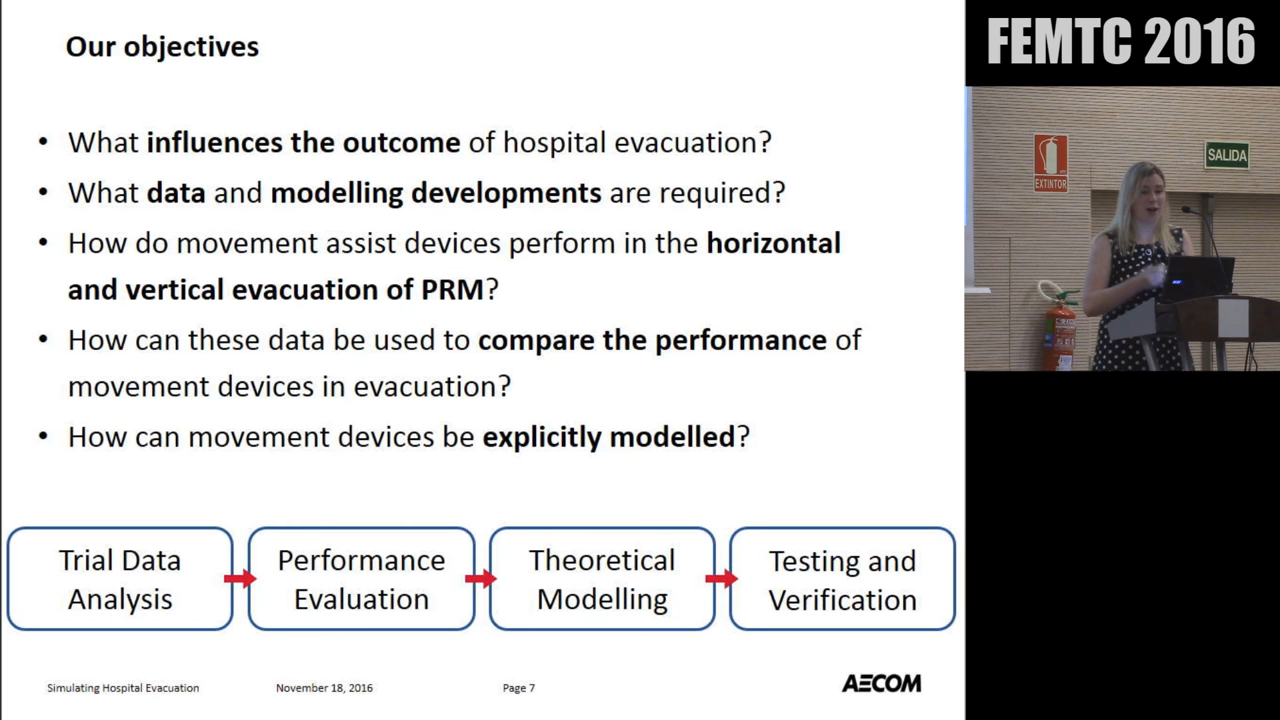 Our objectives
• What influences the outcome of hospital evacuation?
• What data and modelling developments are required?
• How do movement assist devices perform in the horizontal
and vertical evacuation of PRM?
• How can these data be used to compare the performance of
movement devices in evacuation?
• How can movement devices be explicitly modelled?
Trial Data
Analysis
Performance
Evaluation
Theoretical
Modelling
Testing and
Verification
Simulating Hospital Evacuation
November 18, 2016
Page 7
AECOM
FEMTC 2016
EXTINTOR
SALIDA